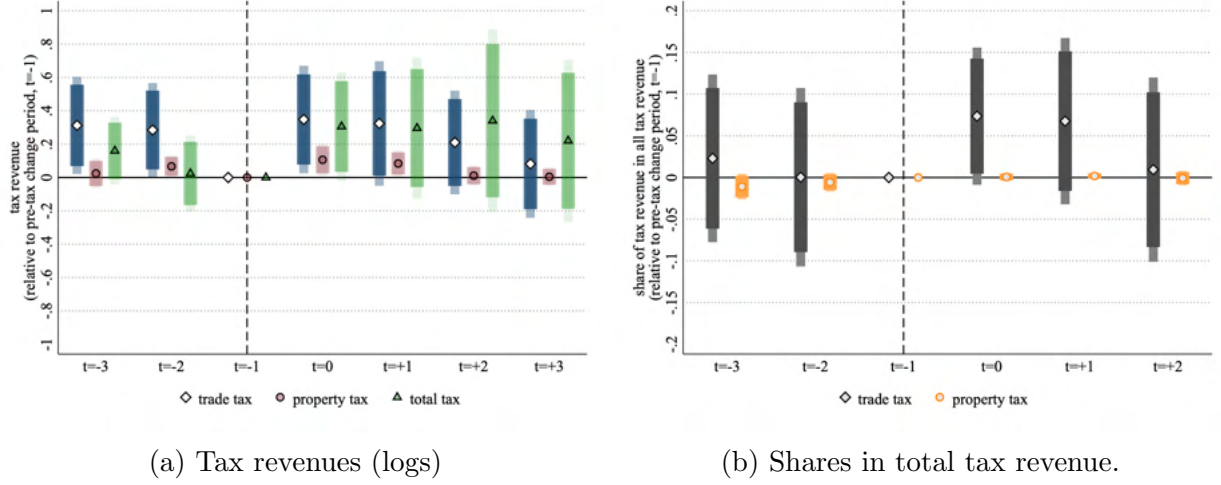 tax revenue
(relative to pre-tax change period, t=-1)
1
.8
.6
.4
.2
0
-.2
-.4
-.6
-.8
-1
t=-3 t=-2 t=-1 t=0 t=+1 t=+2 t=+3
trade tax property tax total tax
(a) Tax revenues (logs)
share of tax revenue in all tax revenue
(relative to pre-tax change period, t=-1)
.2
.15
.1
.05
0
-.05
-.1
-.15
-.2
t=-3 t=-2 t=-1 t=0 t=+1 t=+2
trade tax property tax
(b) Shares in total tax revenue.